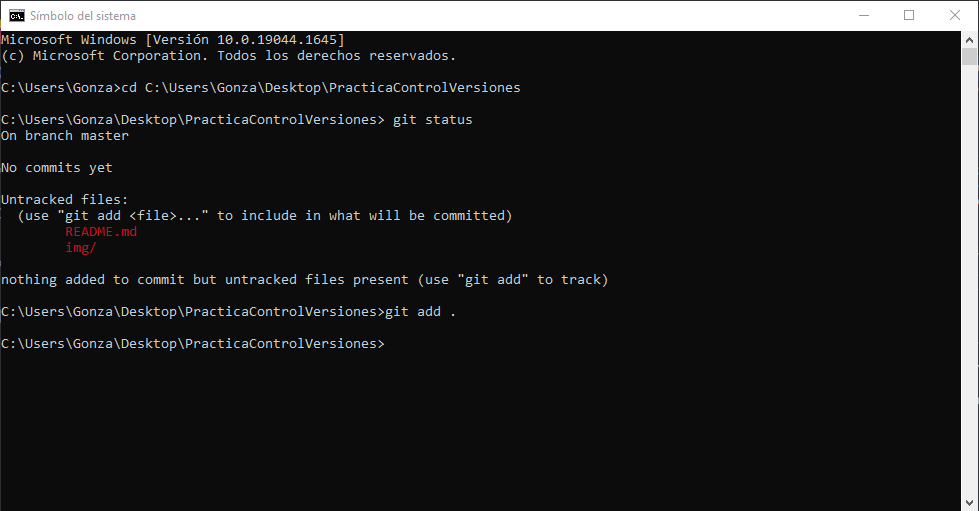 Símbolo del sistema
Microsoft Windows [Versión 10.0.19044.1645]
(c) Microsoft Corporation. Todos los derechos reservados.
C:\Users\Gonza>cd C:\Users\Gonza\Desktop\PracticaControlVersiones
C:\Users\Gonza\Desktop\PracticaControlVersiones> git status
On branch master
No commits yet
Untracked files:
  (use "git add <file>..." to include in what will be committed)
        README.md
        img/
nothing added to commit but untracked files present (use "git add" to track)
C:\Users\Gonza\Desktop\PracticaControlVersiones>git add .
C:\Users\Gonza\Desktop\PracticaControlVersiones>